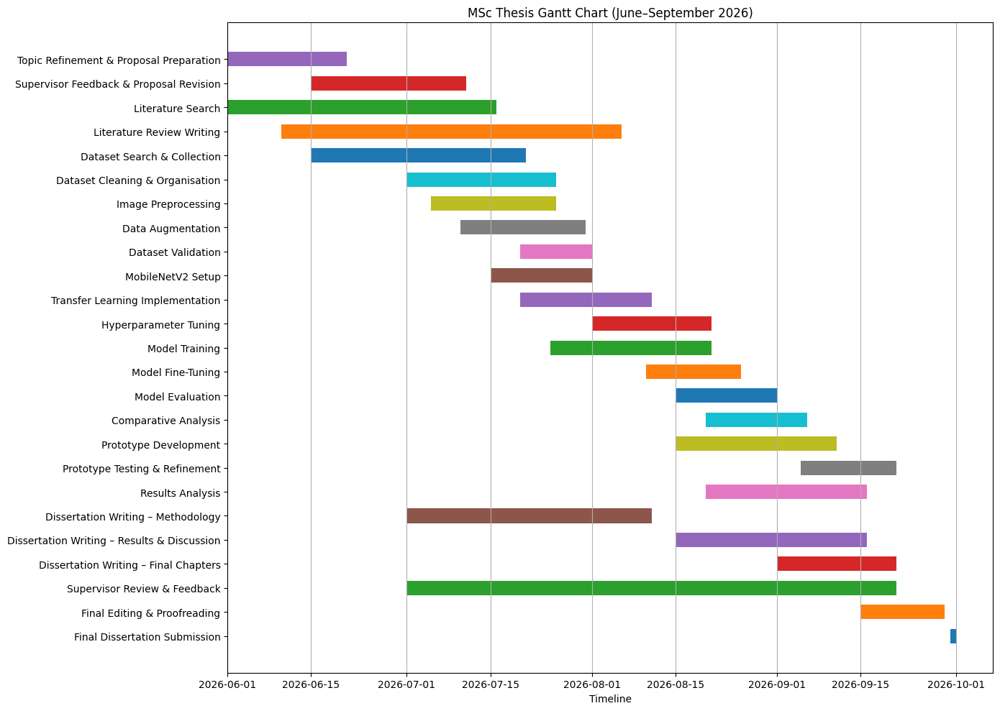 MSc Thesis Gantt Chart (June–September 2026)
Topic Refinement & Proposal Preparation
Supervisor Feedback & Proposal Revision
Literature Search
Literature Review Writing
Dataset Search & Collection
Dataset Cleaning & Organisation
Image Preprocessing
Data Augmentation
Dataset Validation
MobileNetV2 Setup
Transfer Learning Implementation
Hyperparameter Tuning
Model Training
Model Fine-Tuning
Model Evaluation
Comparative Analysis
Prototype Development
Prototype Testing & Refinement
Results Analysis
Dissertation Writing – Methodology
Dissertation Writing – Results & Discussion
Dissertation Writing – Final Chapters
Supervisor Review & Feedback
Final Editing & Proofreading
Final Dissertation Submission
2026-06-01 2026-06-15 2026-07-01 2026-07-15 2026-08-01 2026-08-15 2026-09-01 2026-09-15 2026-10-01
Timeline